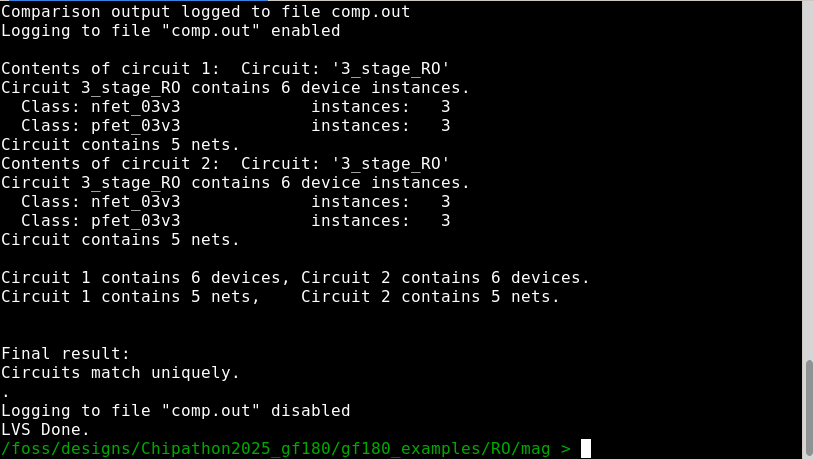 Comparison output logged to file comp.out
Logging to file "comp.out" enabled

Contents of circuit 1:  Circuit: '3_stage_RO'
Circuit 3_stage_RO contains 6 device instances.
  Class: nfet_03v3             instances:   3
  Class: pfet_03v3             instances:   3
Circuit contains 5 nets.
Contents of circuit 2:  Circuit: '3_stage_RO'
Circuit 3_stage_RO contains 6 device instances.
  Class: nfet_03v3             instances:   3
  Class: pfet_03v3             instances:   3
Circuit contains 5 nets.

Circuit 1 contains 6 devices, Circuit 2 contains 6 devices.
Circuit 1 contains 5 nets,    Circuit 2 contains 5 nets.


Final result:
Circuits match uniquely.
.
Logging to file "comp.out" disabled
LVS Done.
/foss/designs/Chipathon2025_gf180/gf180_examples/RO/mag >